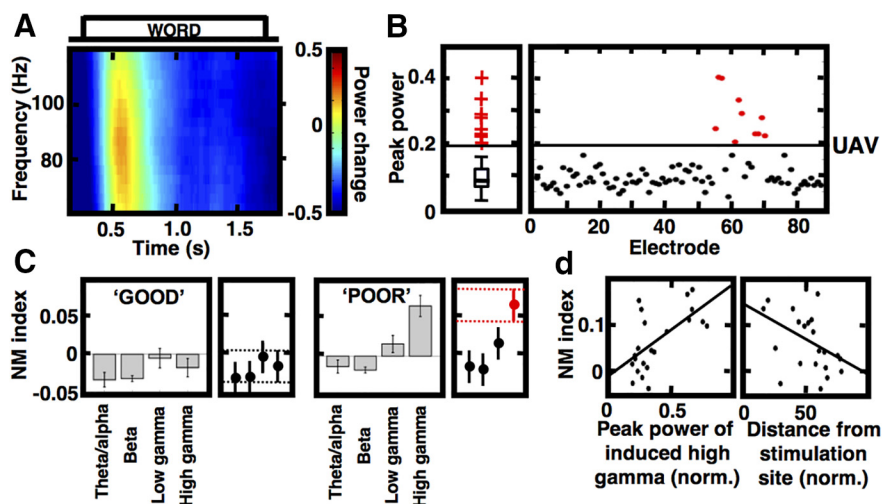 A
WORD
Frequency (Hz)
100
80
0.5
1.0
1.5
Time (s)
0.5
0
-0.5
Power change
B
Peak power
0.4
0.2
0
0
20
40
60
80
Electrode
UAV
C
NM index
0.05
0
-0.05
'GOOD'
'POOR'
Theta/alpha
Beta
Low gamma
High gamma
Theta/alpha
Beta
Low gamma
High gamma
d
NM index
0.1
0
0
0.5
50
Peak power of
induced high
gamma (norm.)
Distance from
stimulation
site (norm.)